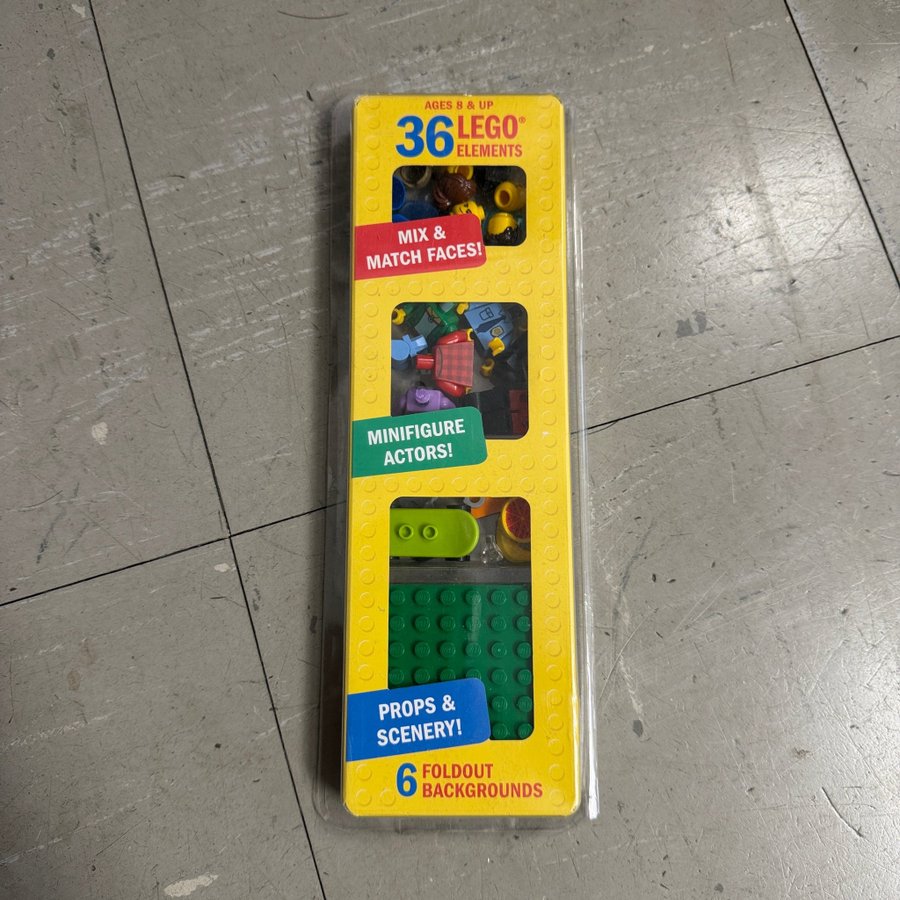 AGES 8 & UP
36 LEGO®
ELEMENTS
MIX &
MATCH FACES!
MINIFIGURE
ACTORS!
PROPS &
SCENERY!
6 FOLDOUT
BACKGROUNDS